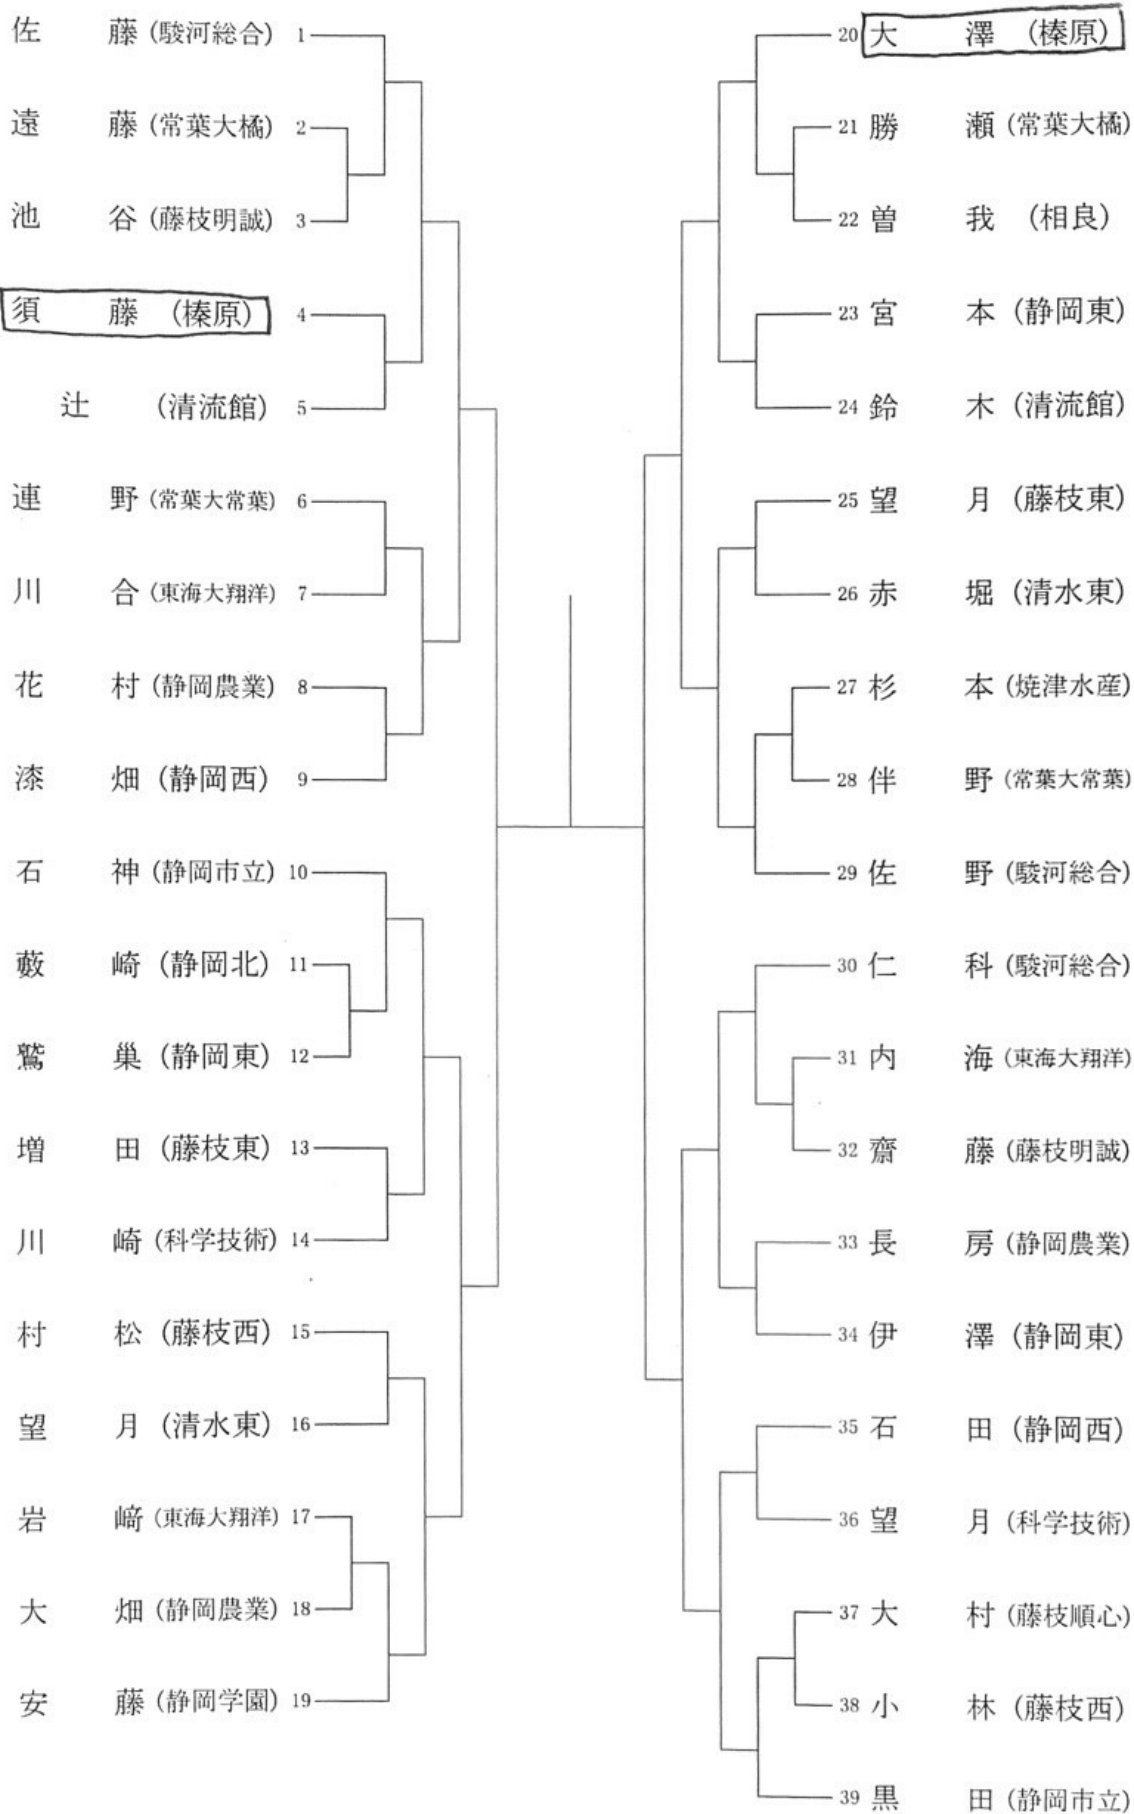 佐 藤 (駿河総合) 1
遠 藤 (常葉大橘) 2
池 谷 (藤枝明誠) 3
須 藤 (榛原) 4
辻 (清流館) 5
連 野 (常葉大常葉) 6
川 合 (東海大翔洋) 7
花 村 (静岡農業) 8
漆 畑 (静岡西) 9
石 神 (静岡市立) 10
藪 崎 (静岡北) 11
鷲 巣 (静岡東) 12
増 田 (藤枝東) 13
川 崎 (科学技術) 14
村 松 (藤枝西) 15
望 月 (清水東) 16
岩 﨑 (東海大翔洋) 17
大 畑 (静岡農業) 18
安 藤 (静岡学園) 19
20 大 澤 (榛原)
21 勝 瀬 (常葉大橘)
22 曽 我 (相良)
23 宮 本 (静岡東)
24 鈴 木 (清流館)
25 望 月 (藤枝東)
26 赤 堀 (清水東)
27 杉 本 (焼津水産)
28 伴 野 (常葉大常葉)
29 佐 野 (駿河総合)
30 仁 科 (駿河総合)
31 内 海 (東海大翔洋)
32 齋 藤 (藤枝明誠)
33 長 房 (静岡農業)
34 伊 澤 (静岡東)
35 石 田 (静岡西)
36 望 月 (科学技術)
37 大 村 (藤枝順心)
38 小 林 (藤枝西)
39 黒 田 (静岡市立)